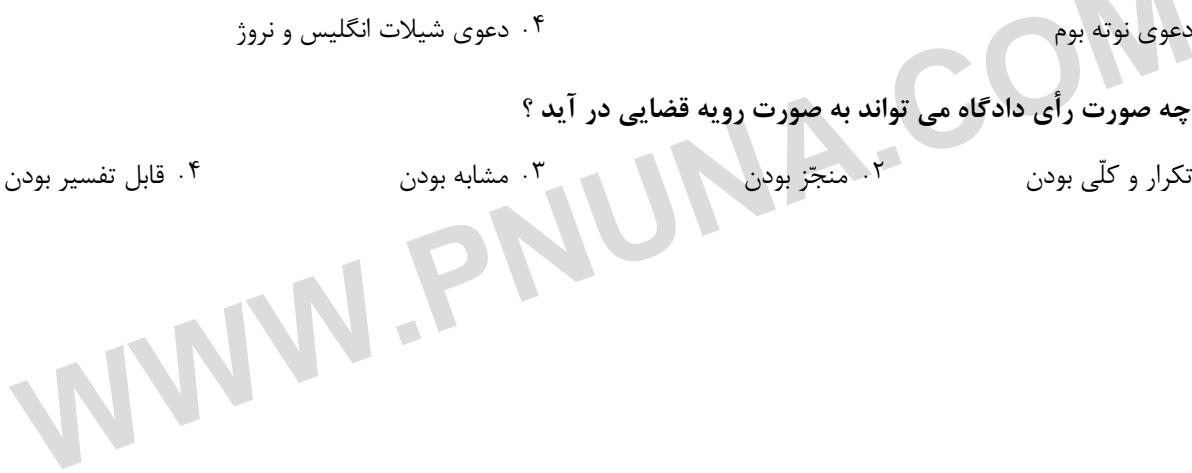 دعوی نوته بوم ۴. دعوی شیلات انگلیس و نروژ
چه صورت رأی دادگاه می تواند به صورت رویه قضایی در آید ؟
تکرار و کلّی بودن ۲. منجّز بودن ۳. مشابه بودن ۴. قابل تفسیر بودن
WWW.PNUNA.COM